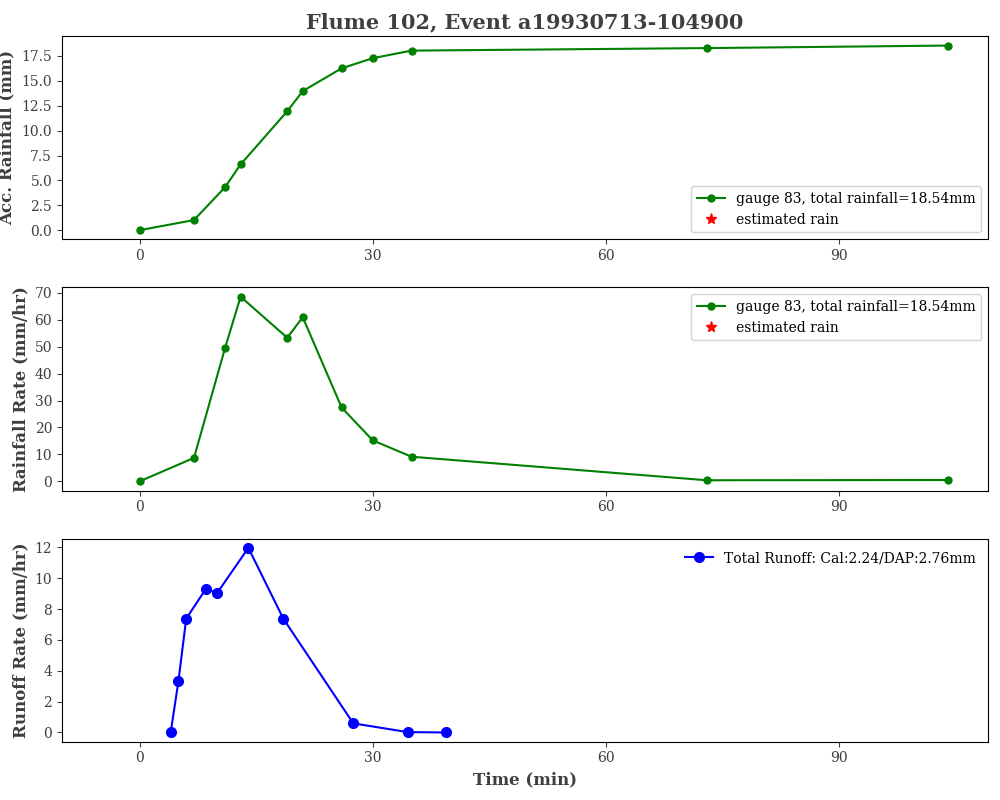 Flume 102, Event a19930713-104900
Acc. Rainfall (mm)
17.5
15.0
12.5
10.0
7.5
5.0
2.5
0.0
gauge 83, total rainfall=18.54mm
estimated rain
0 30 60 90
Rainfall Rate (mm/hr)
70
60
50
40
30
20
10
0
gauge 83, total rainfall=18.54mm
estimated rain
0 30 60 90
Runoff Rate (mm/hr)
12
10
8
6
4
2
0
Total Runoff: Cal:2.24/DAP:2.76mm
0 30 60 90
Time (min)